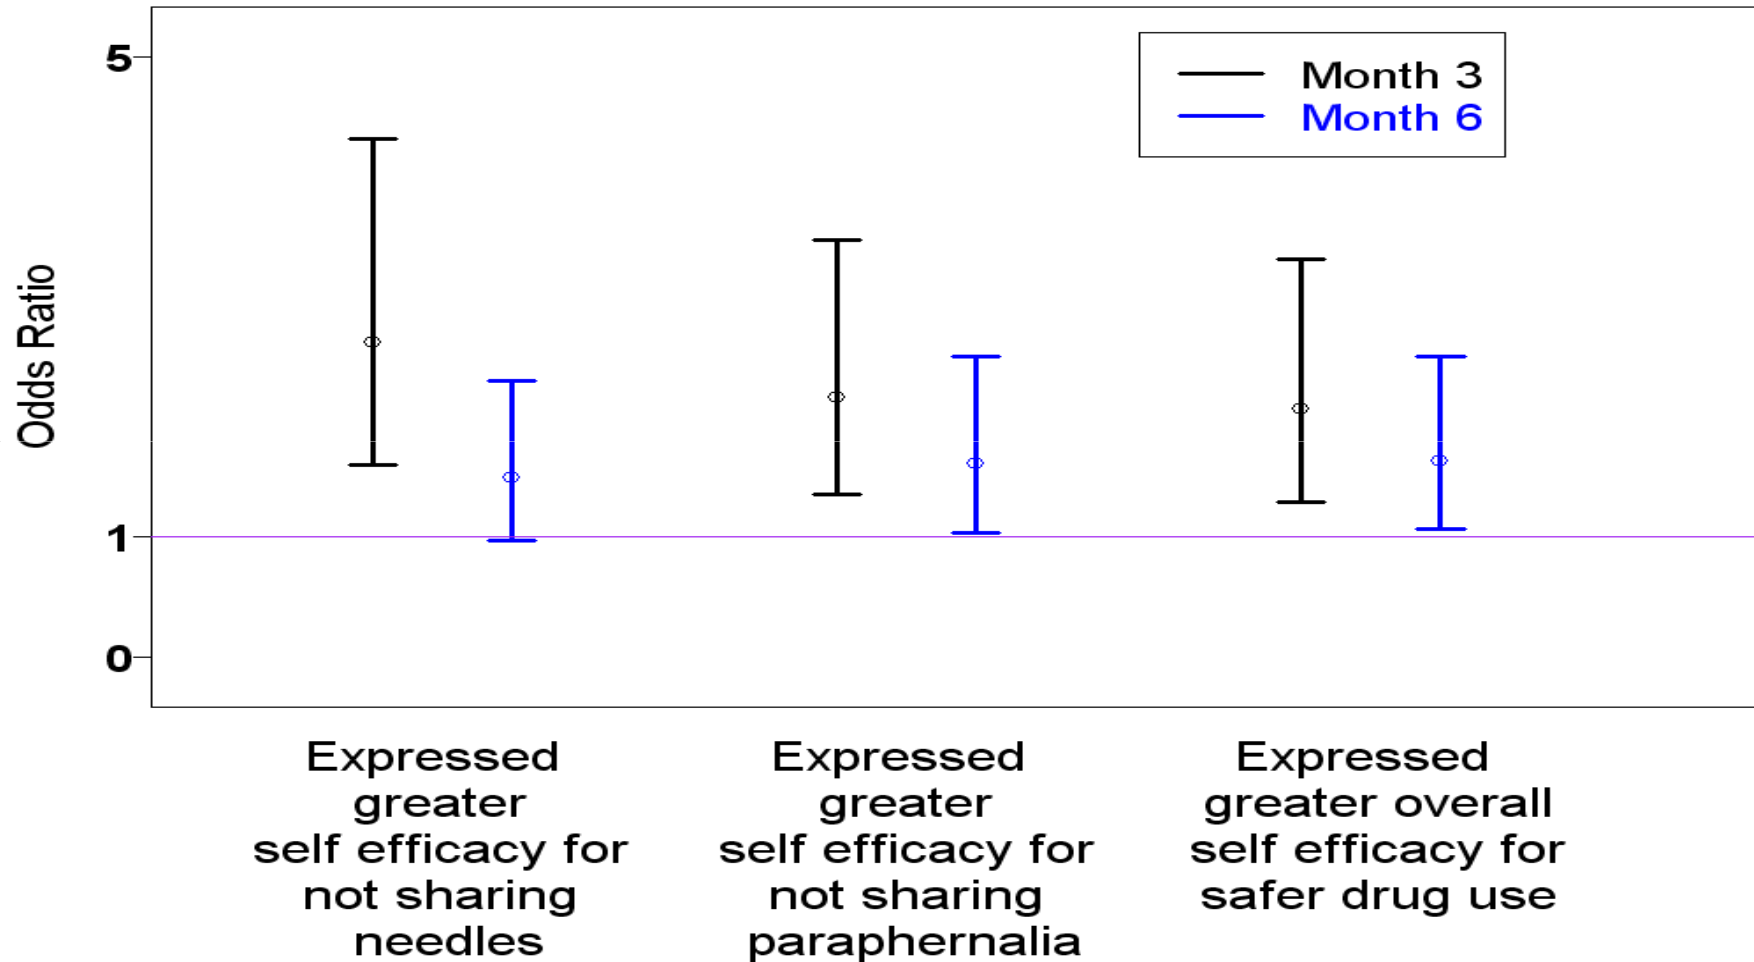 5
1
0
Odds Ratio
Month 3
Month 6
Expressed
greater
self efficacy for
not sharing
needles
Expressed
greater
self efficacy for
not sharing
paraphernalia
Expressed
greater overall
self efficacy for
safer drug use